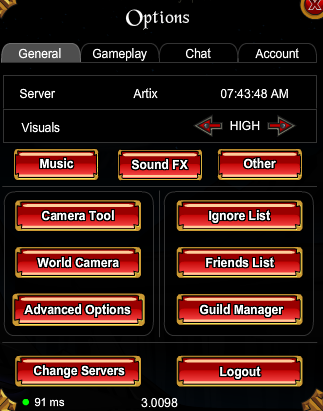 Options
General Gameplay Chat Account
Server Artix 07:43:48 AM
Visuals HIGH
Music Sound FX Other
Camera Tool Ignore List
World Camera Friends List
Advanced Options Guild Manager
Change Servers Logout
91 ms 3.0098